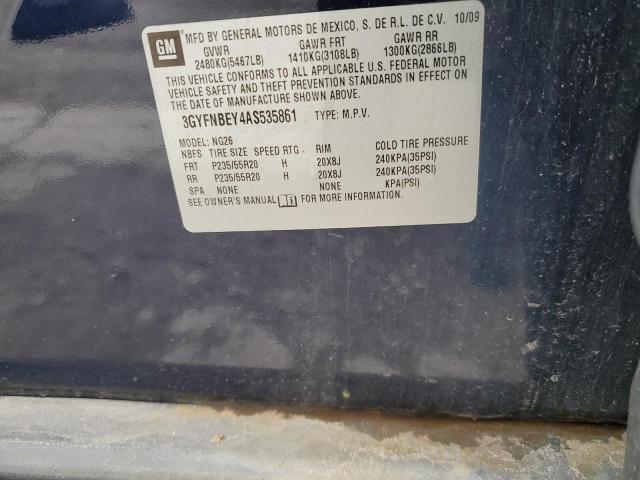 GM
MFD BY GENERAL MOTORS DE MEXICO, S. DE R.L. DE C.V. 10/09
GVWR GAWR FRT GAWR RR
2480KG(5467LB) 1410KG(3108LB) 1300KG(2866LB)
THIS VEHICLE CONFORMS TO ALL APPLICABLE U.S. FEDERAL MOTOR
VEHICLE SAFETY AND THEFT PREVENTION STANDARDS IN EFFECT ON
THE DATE OF MANUFACTURE SHOWN ABOVE.
3GYFNBEY4AS535861 TYPE: M.P.V.
MODEL: NG26
NBFS TIRE SIZE SPEED RTG RIM COLD TIRE PRESSURE
FRT P235/55R20 H 20X8J 240KPA(35PSI)
RR P235/55R20 H 20X8J 240KPA(35PSI)
SPA NONE NONE KPA(PSI)
SEE OWNER'S MANUAL FOR MORE INFORMATION.